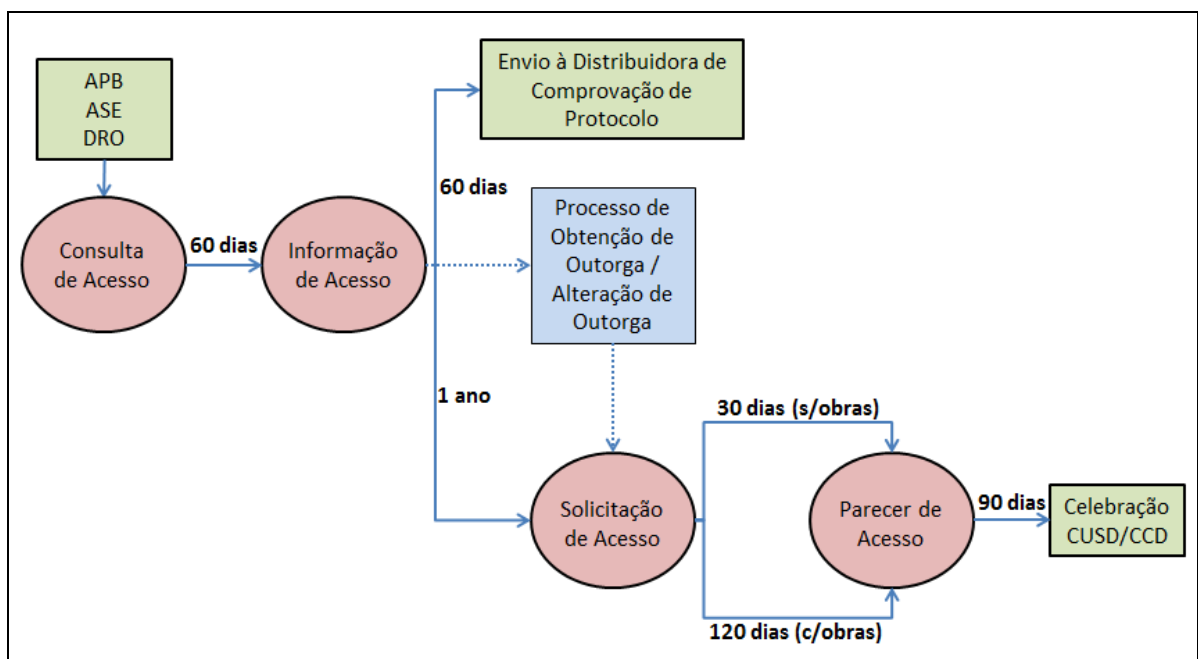 APB
ASE
DRO
Consulta
de Acesso
60 dias
Informação
de Acesso
Envio à Distribuidora de
Comprovação de
Protocolo
60 dias
Processo de
Obtenção de
Outorga /
Alteração de
Outorga
1 ano
Solicitação
de Acesso
30 dias (s/obras)
120 dias (c/obras)
Parecer de
Acesso
90 dias
Celebração
CUSD/CCD